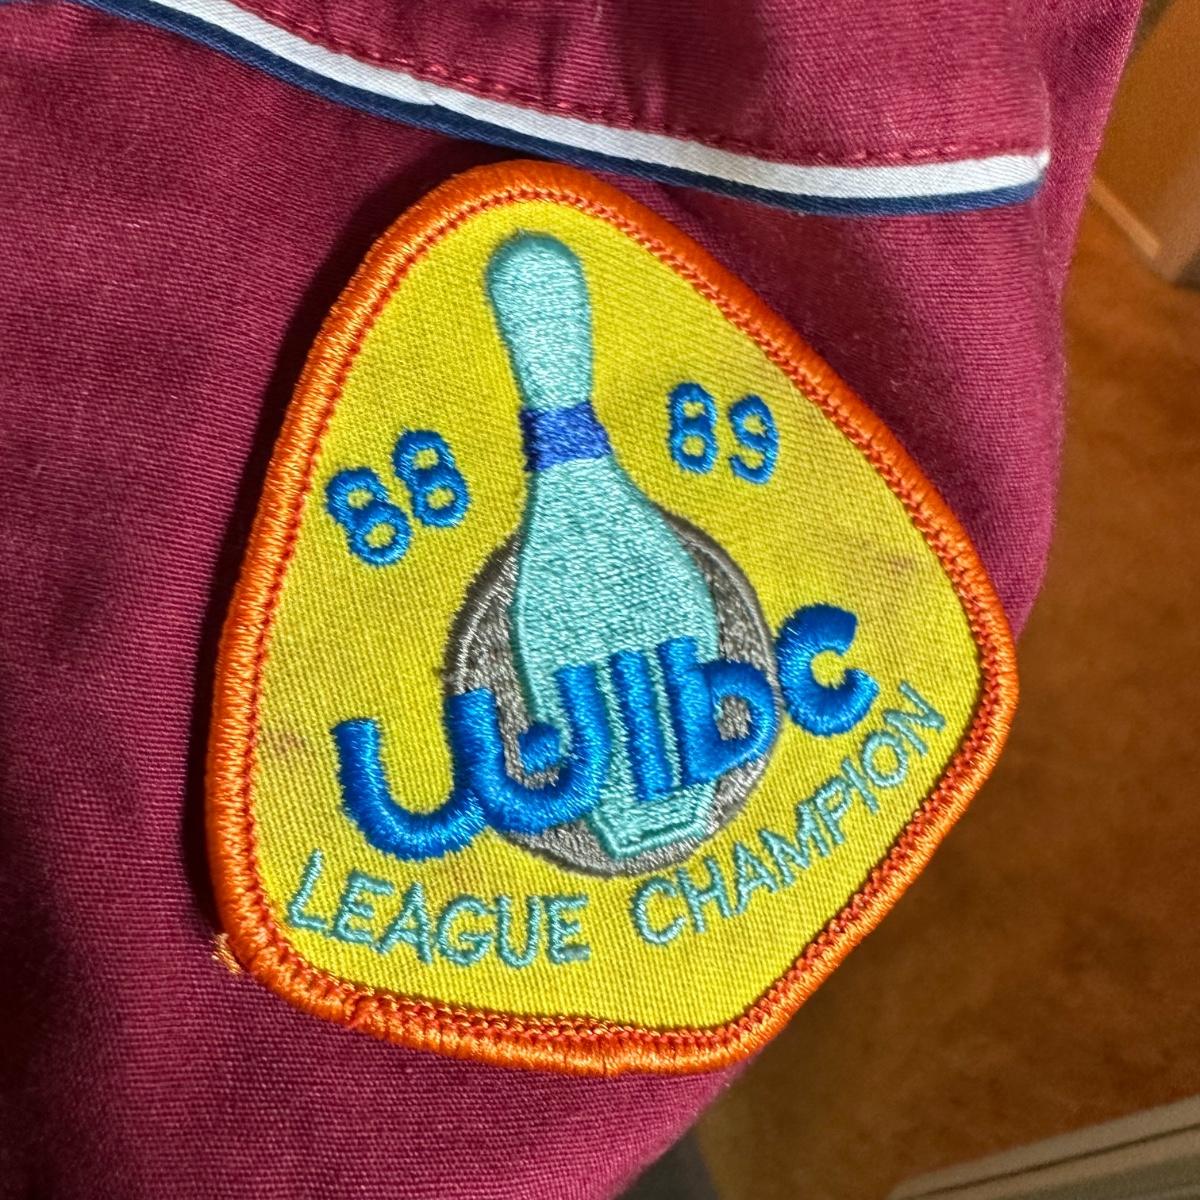 88 89
WIBC
LEAGUE CHAMPION